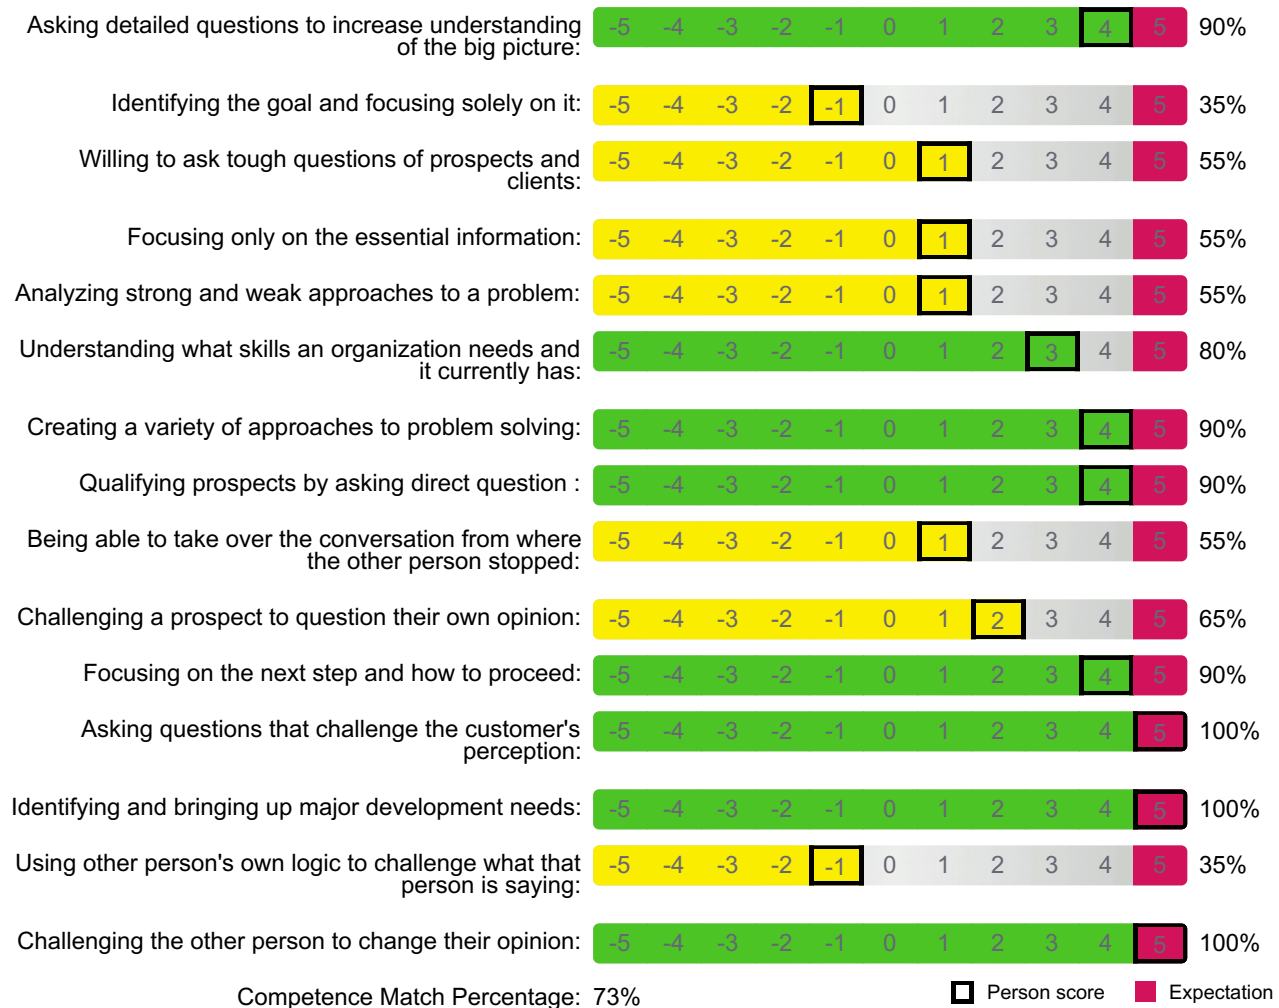 Asking detailed questions to increase understanding
of the big picture:
-5 -4 -3 -2 -1 0 1 2 3 4 5 90%
Identifying the goal and focusing solely on it:
-5 -4 -3 -2 -1 0 1 2 3 4 5 35%
Willing to ask tough questions of prospects and
clients:
-5 -4 -3 -2 -1 0 1 2 3 4 5 55%
Focusing only on the essential information:
-5 -4 -3 -2 -1 0 1 2 3 4 5 55%
Analyzing strong and weak approaches to a problem:
-5 -4 -3 -2 -1 0 1 2 3 4 5 55%
Understanding what skills an organization needs and
it currently has:
-5 -4 -3 -2 -1 0 1 2 3 4 5 80%
Creating a variety of approaches to problem solving:
-5 -4 -3 -2 -1 0 1 2 3 4 5 90%
Qualifying prospects by asking direct question :
-5 -4 -3 -2 -1 0 1 2 3 4 5 90%
Being able to take over the conversation from where
the other person stopped:
-5 -4 -3 -2 -1 0 1 2 3 4 5 55%
Challenging a prospect to question their own opinion:
-5 -4 -3 -2 -1 0 1 2 3 4 5 65%
Focusing on the next step and how to proceed:
-5 -4 -3 -2 -1 0 1 2 3 4 5 90%
Asking questions that challenge the customer's
perception:
-5 -4 -3 -2 -1 0 1 2 3 4 5 100%
Identifying and bringing up major development needs:
-5 -4 -3 -2 -1 0 1 2 3 4 5 100%
Using other person's own logic to challenge what that
person is saying:
-5 -4 -3 -2 -1 0 1 2 3 4 5 35%
Challenging the other person to change their opinion:
-5 -4 -3 -2 -1 0 1 2 3 4 5 100%
Competence Match Percentage: 73%
Person score
Expectation